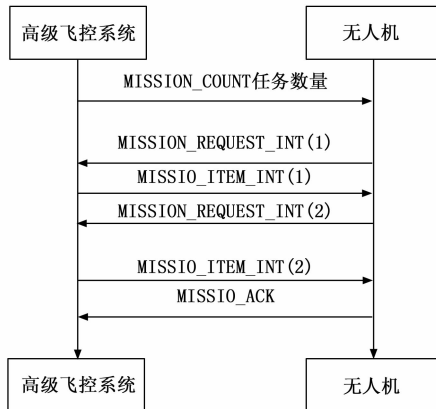 高级飞控系统
无人机
MISSION_COUNT任务数量
MISSION_REQUEST_INT(1)
MISSIO_ITEM_INT(1)
MISSION_REQUEST_INT(2)
MISSIO_ITEM_INT(2)
MISSIO_ACK
高级飞控系统
无人机